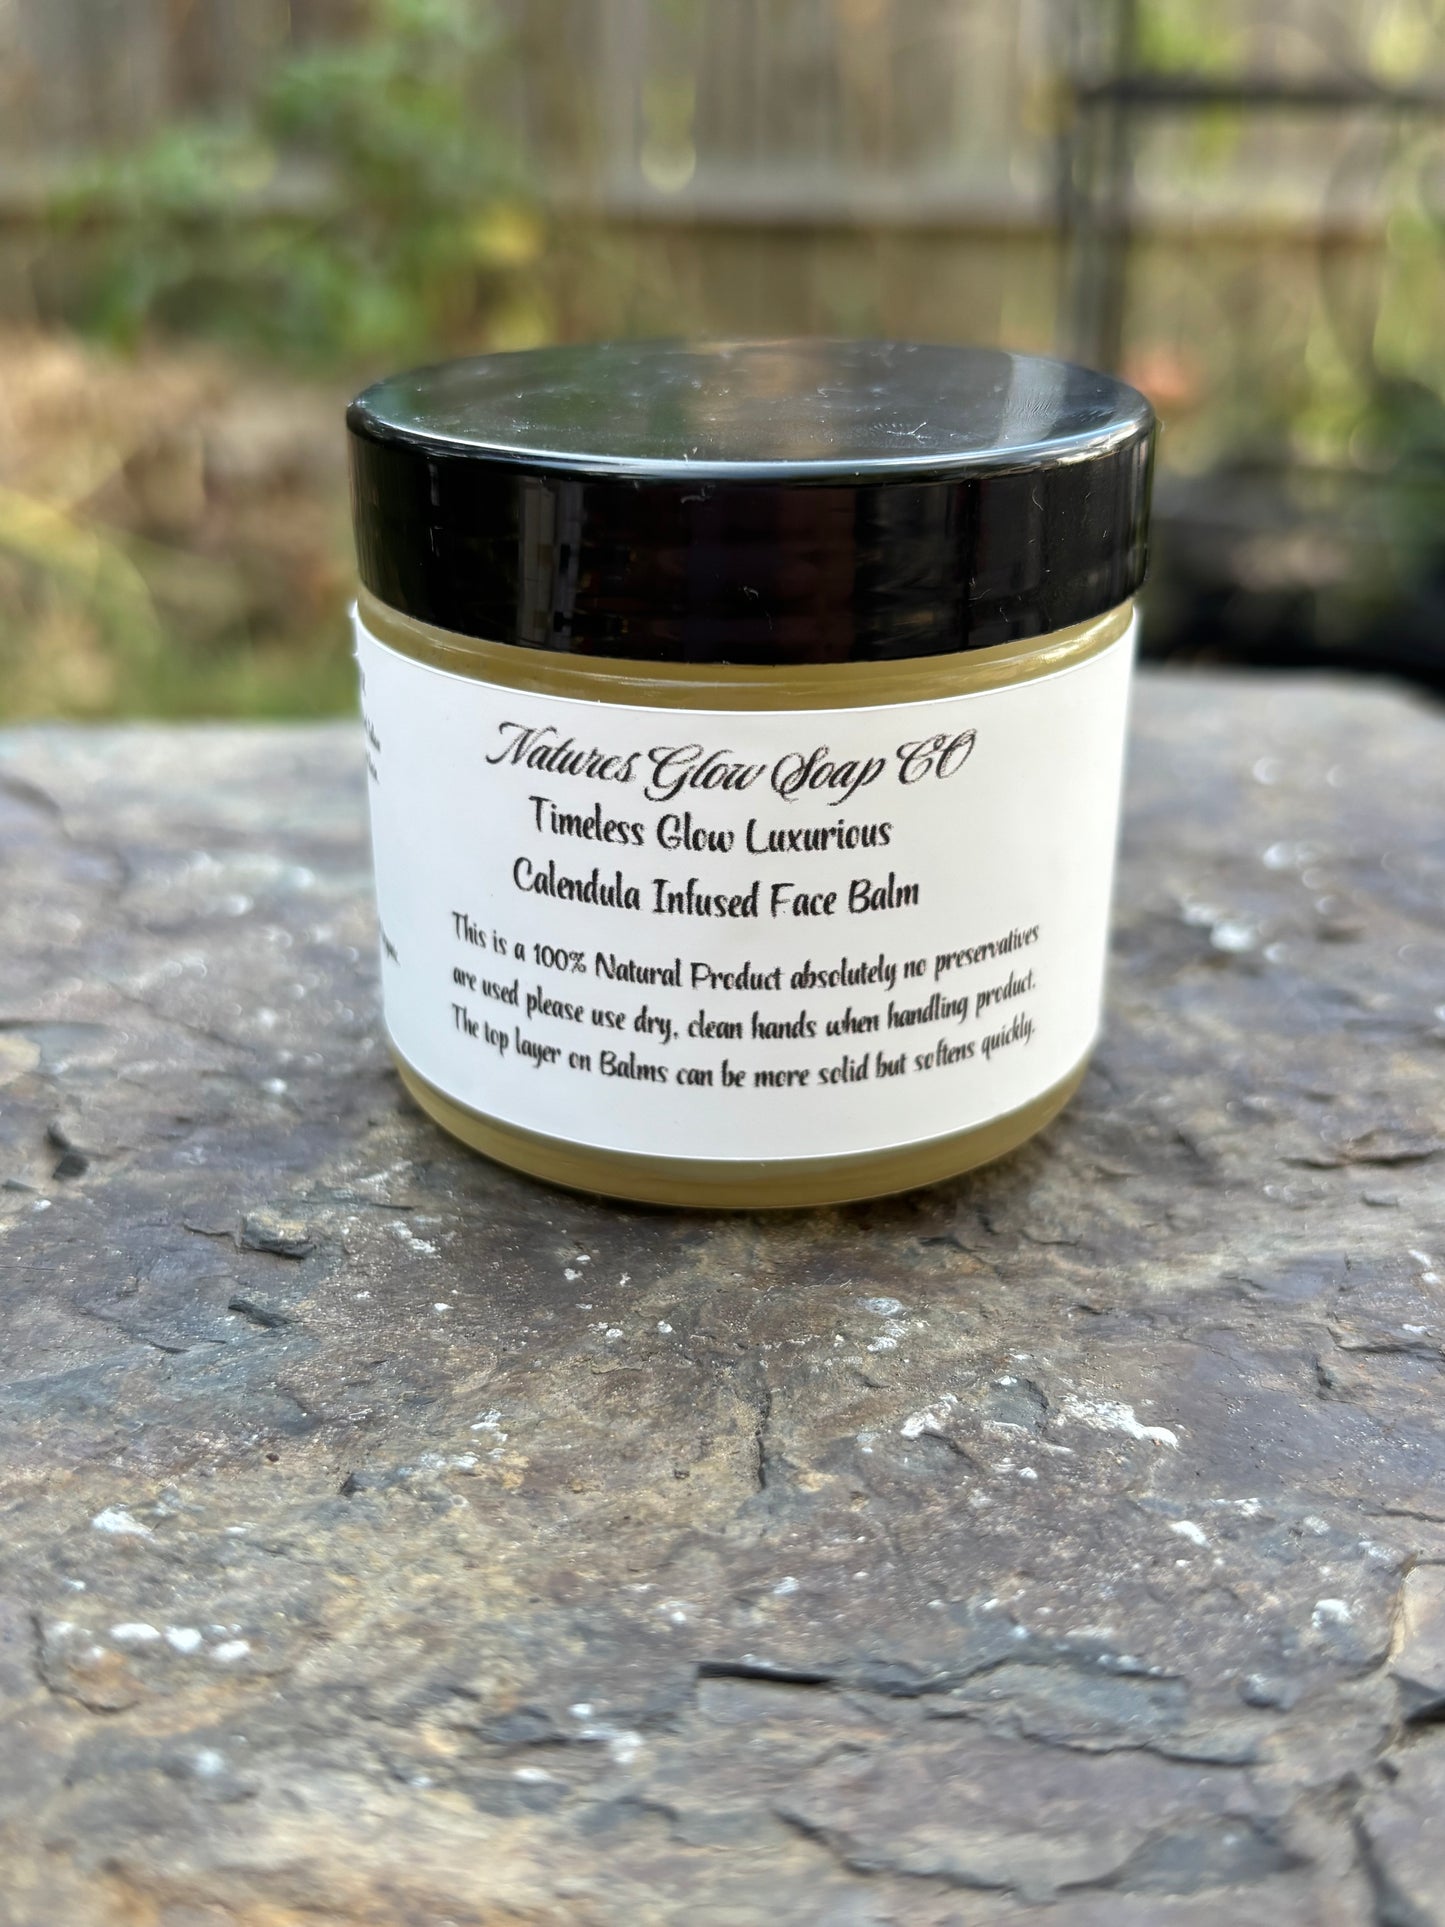 Natures Glow Soap CO
Timeless Glow Luxurious
Calendula Infused Face Balm
This is a 100% Natural Product absolutely no preservatives
are used please use dry, clean hands when handling product.
The top layer on Balms can be more solid but softens quickly.